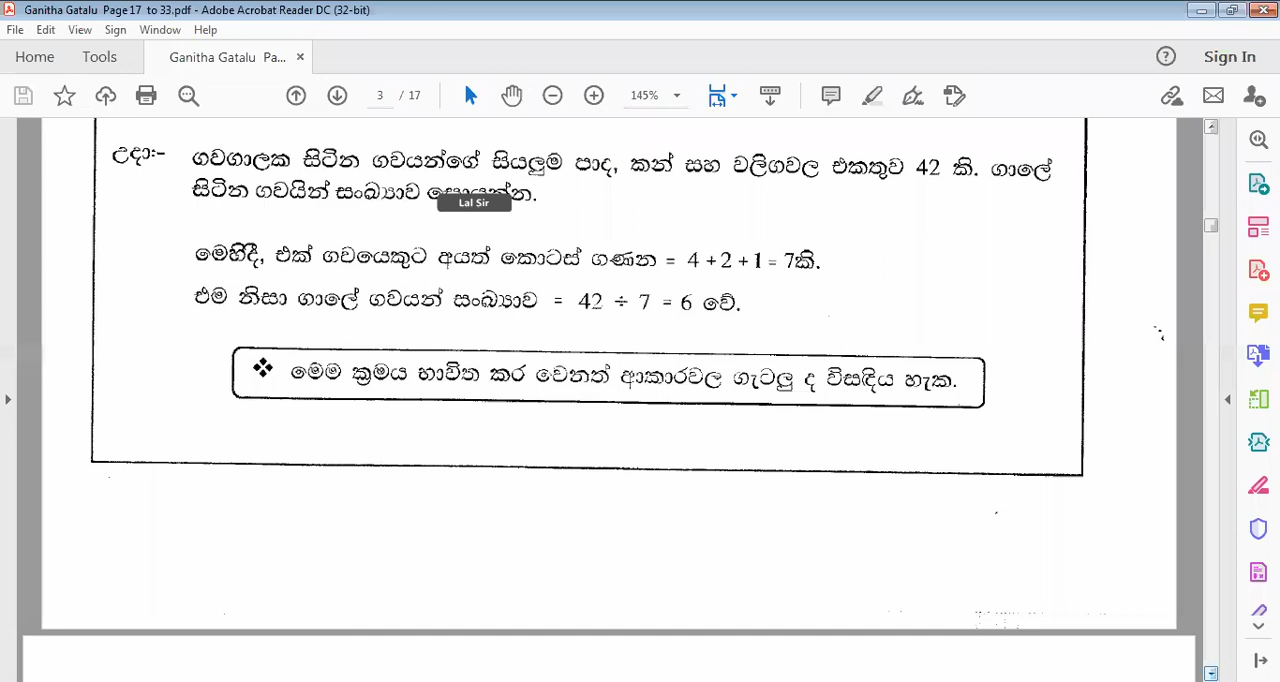 Ganitha Gatalu Page 17 to 33.pdf - Adobe Acrobat Reader DC (32-bit)
File Edit View Sign Window Help
Home Tools Ganitha Gatalu Pa... × Sign In
3 / 17 145%
උදා:- ගවගාලක සිටින ගවයන්ගේ සියලුම පාද, කන් සහ වලිගවල එකතුව 42 කි. ගාලේ
සිටින ගවයින් සංඛ්‍යාව සොයන්න.
Lal Sir
මෙහිදී, එක් ගවයෙකුට අයත් කොටස් ගණන = 4 + 2 + 1 = 7කි.
එම නිසා ගාලේ ගවයන් සංඛ්‍යාව = 42 ÷ 7 = 6 වේ.
❖ මෙම ක්‍රමය භාවිත කර වෙනත් ආකාරවල ගැටලු ද විසඳිය හැක.